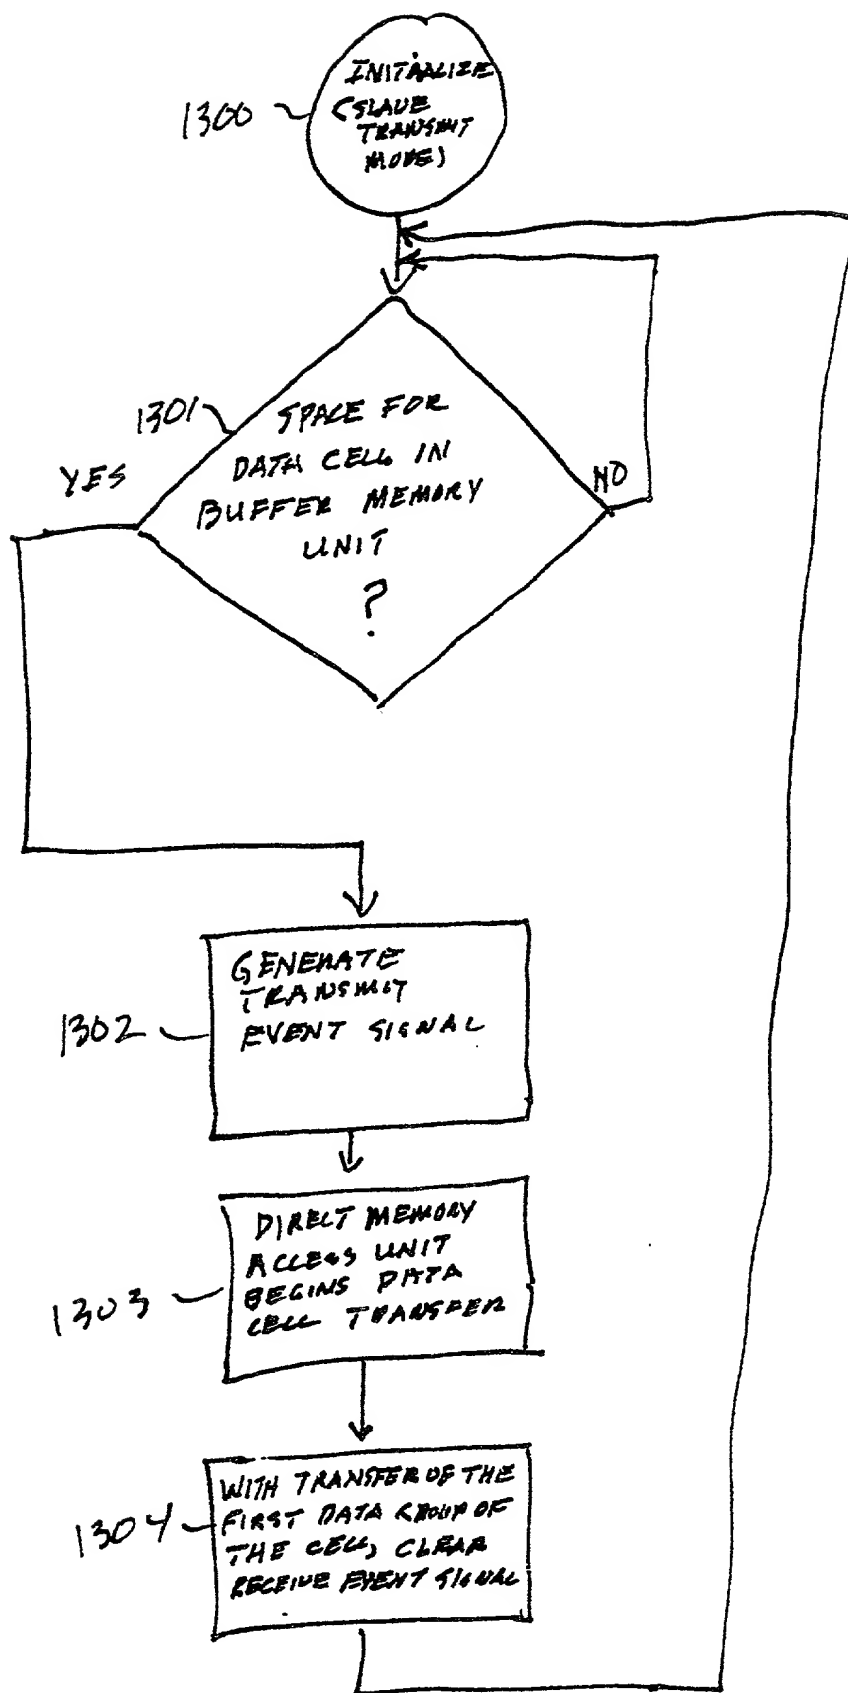 1300
INITIALIZE
(SLAVE
TRANSMIT
MODE)
1301
SPACE FOR
DATA CELL IN
BUFFER MEMORY
UNIT
?
YES
NO
1302
GENERATE
TRANSMIT
EVENT SIGNAL
1303
DIRECT MEMORY
ACCESS UNIT
BEGINS DATA
CELL TRANSFER
1304
WITH TRANSFER OF THE
FIRST DATA GROUP OF
THE CELL, CLEAR
RECEIVE EVENT SIGNAL